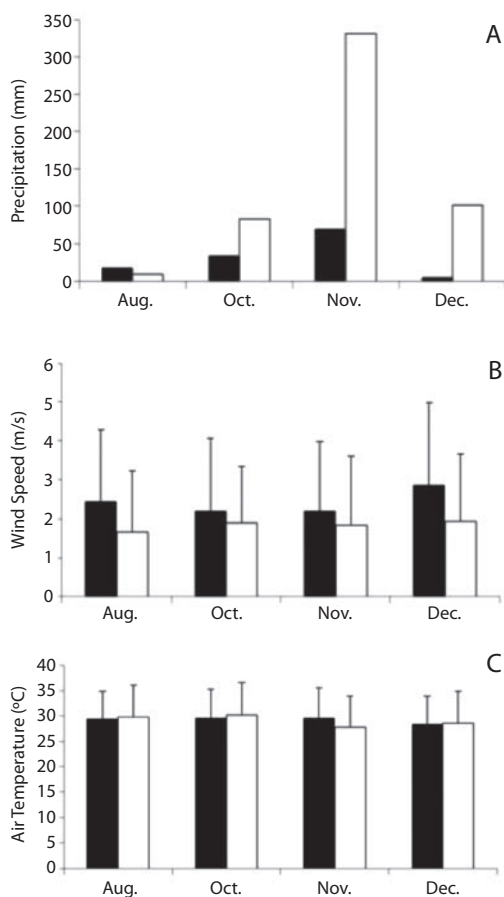 A
Precipitation (mm)
350
300
250
200
150
100
50
0
Aug. Oct. Nov. Dec.
B
Wind Speed (m/s)
6
5
4
3
2
1
0
Aug. Oct. Nov. Dec.
C
Air Temperature (ºC)
40
35
30
25
20
15
10
5
0
Aug. Oct. Nov. Dec.